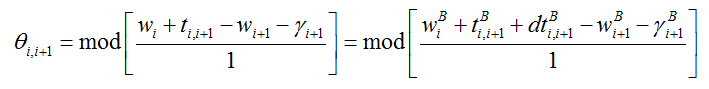 θ_{i,i+1} = mod[ (w_i + t_{i,i+1} − w_{i+1} − γ_{i+1}) / 1 ] = mod[ (w_i^B + t_{i,i+1}^B + dt_{i,i+1}^B − w_{i+1}^B − γ_{i+1}^B) / 1 ]